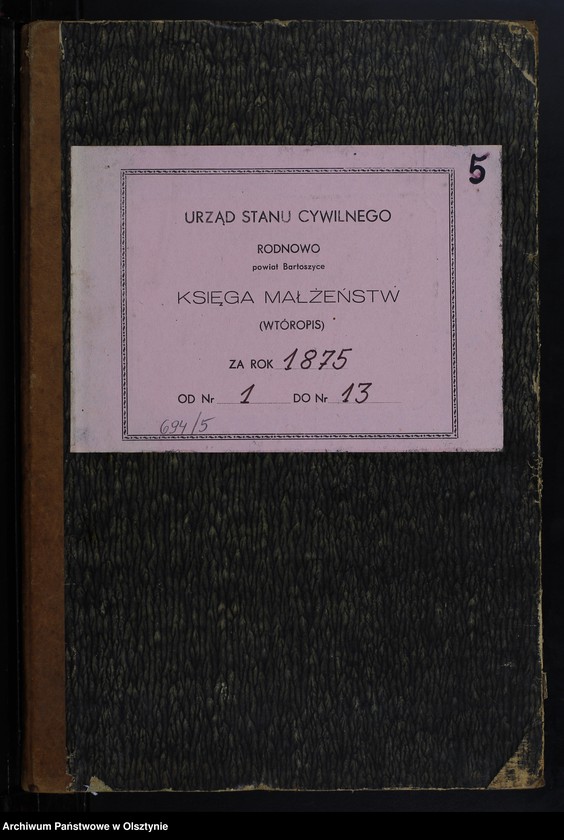 5
URZĄD STANU CYWILNEGO
RODNOWO
powiat Bartoszyce
KSIĘGA MAŁŻEŃSTW
(WTÓROPIS)
ZA ROK 1875
OD Nr 1 DO Nr 13
694/5
Archiwum Państwowe w Olsztynie